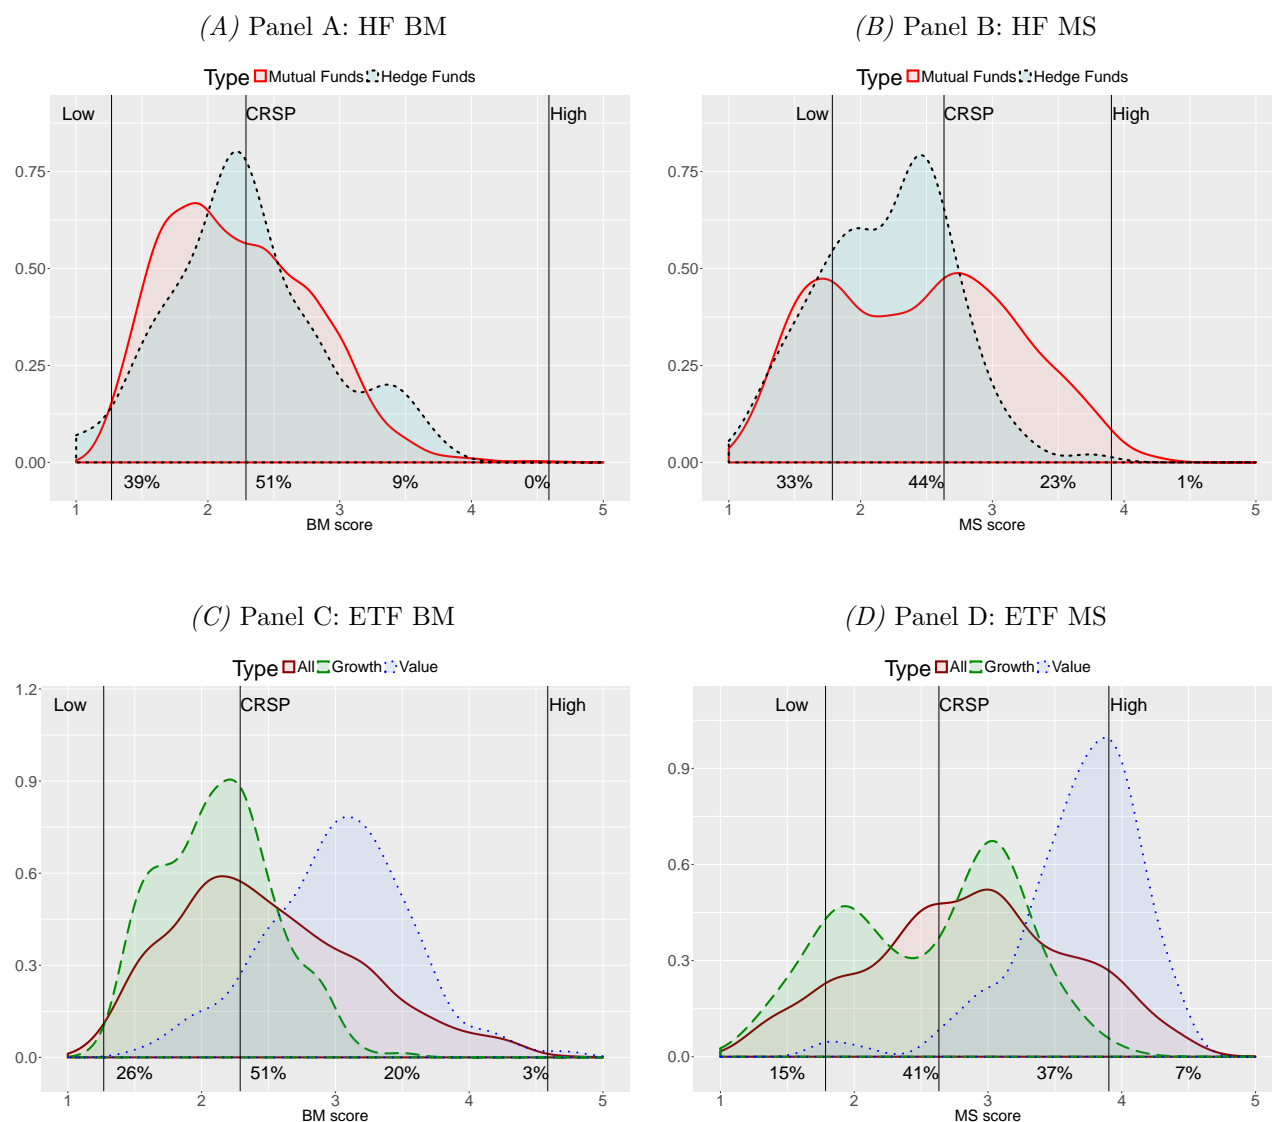 (A) Panel A: HF BM
Type Mutual Funds Hedge Funds
Low CRSP High
0.75
0.50
0.25
0.00
39% 51% 9% 0%
1 2 3 4 5
BM score
(B) Panel B: HF MS
Type Mutual Funds Hedge Funds
Low CRSP High
0.75
0.50
0.25
0.00
33% 44% 23% 1%
1 2 3 4 5
MS score
(C) Panel C: ETF BM
Type All Growth Value
1.2
Low CRSP High
0.9
0.6
0.3
0.0
26% 51% 20% 3%
1 2 3 4 5
BM score
(D) Panel D: ETF MS
Type All Growth Value
Low CRSP High
0.9
0.6
0.3
0.0
15% 41% 37% 7%
1 2 3 4 5
MS score